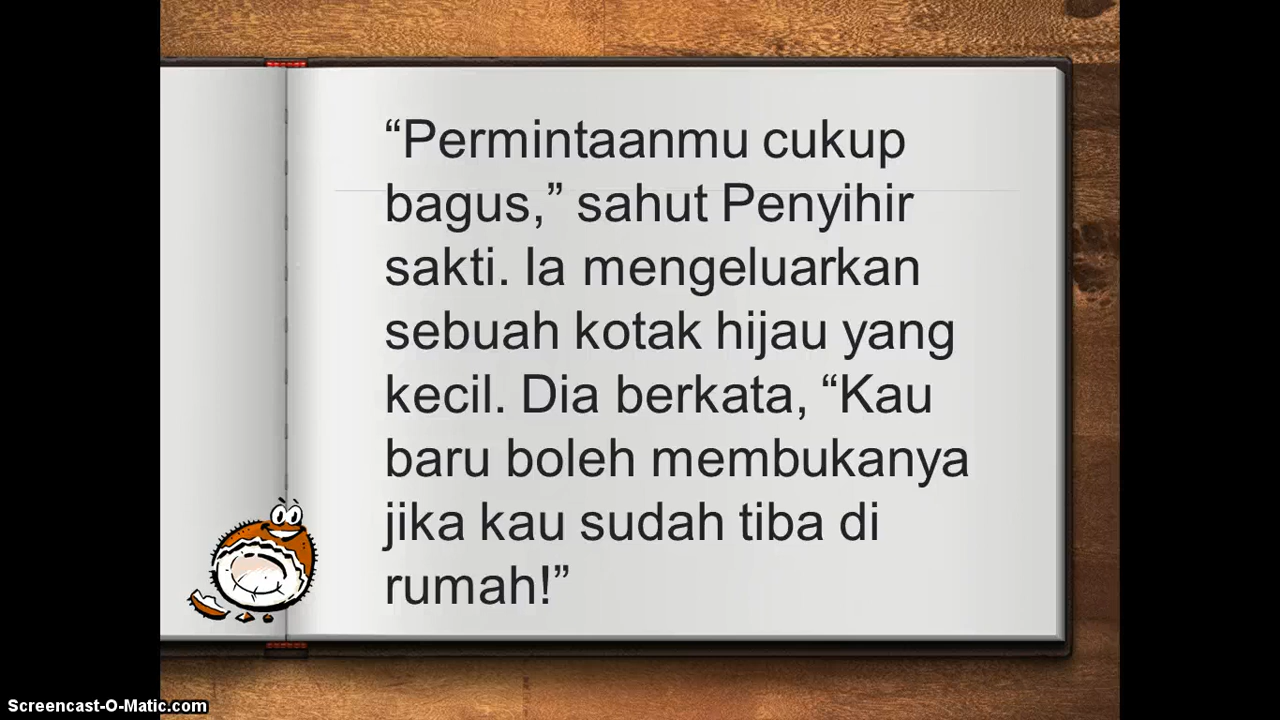 “Permintaanmu cukup
bagus,” sahut Penyihir
sakti. Ia mengeluarkan
sebuah kotak hijau yang
kecil. Dia berkata, “Kau
baru boleh membukanya
jika kau sudah tiba di
rumah!”
Screencast-O-Matic.com